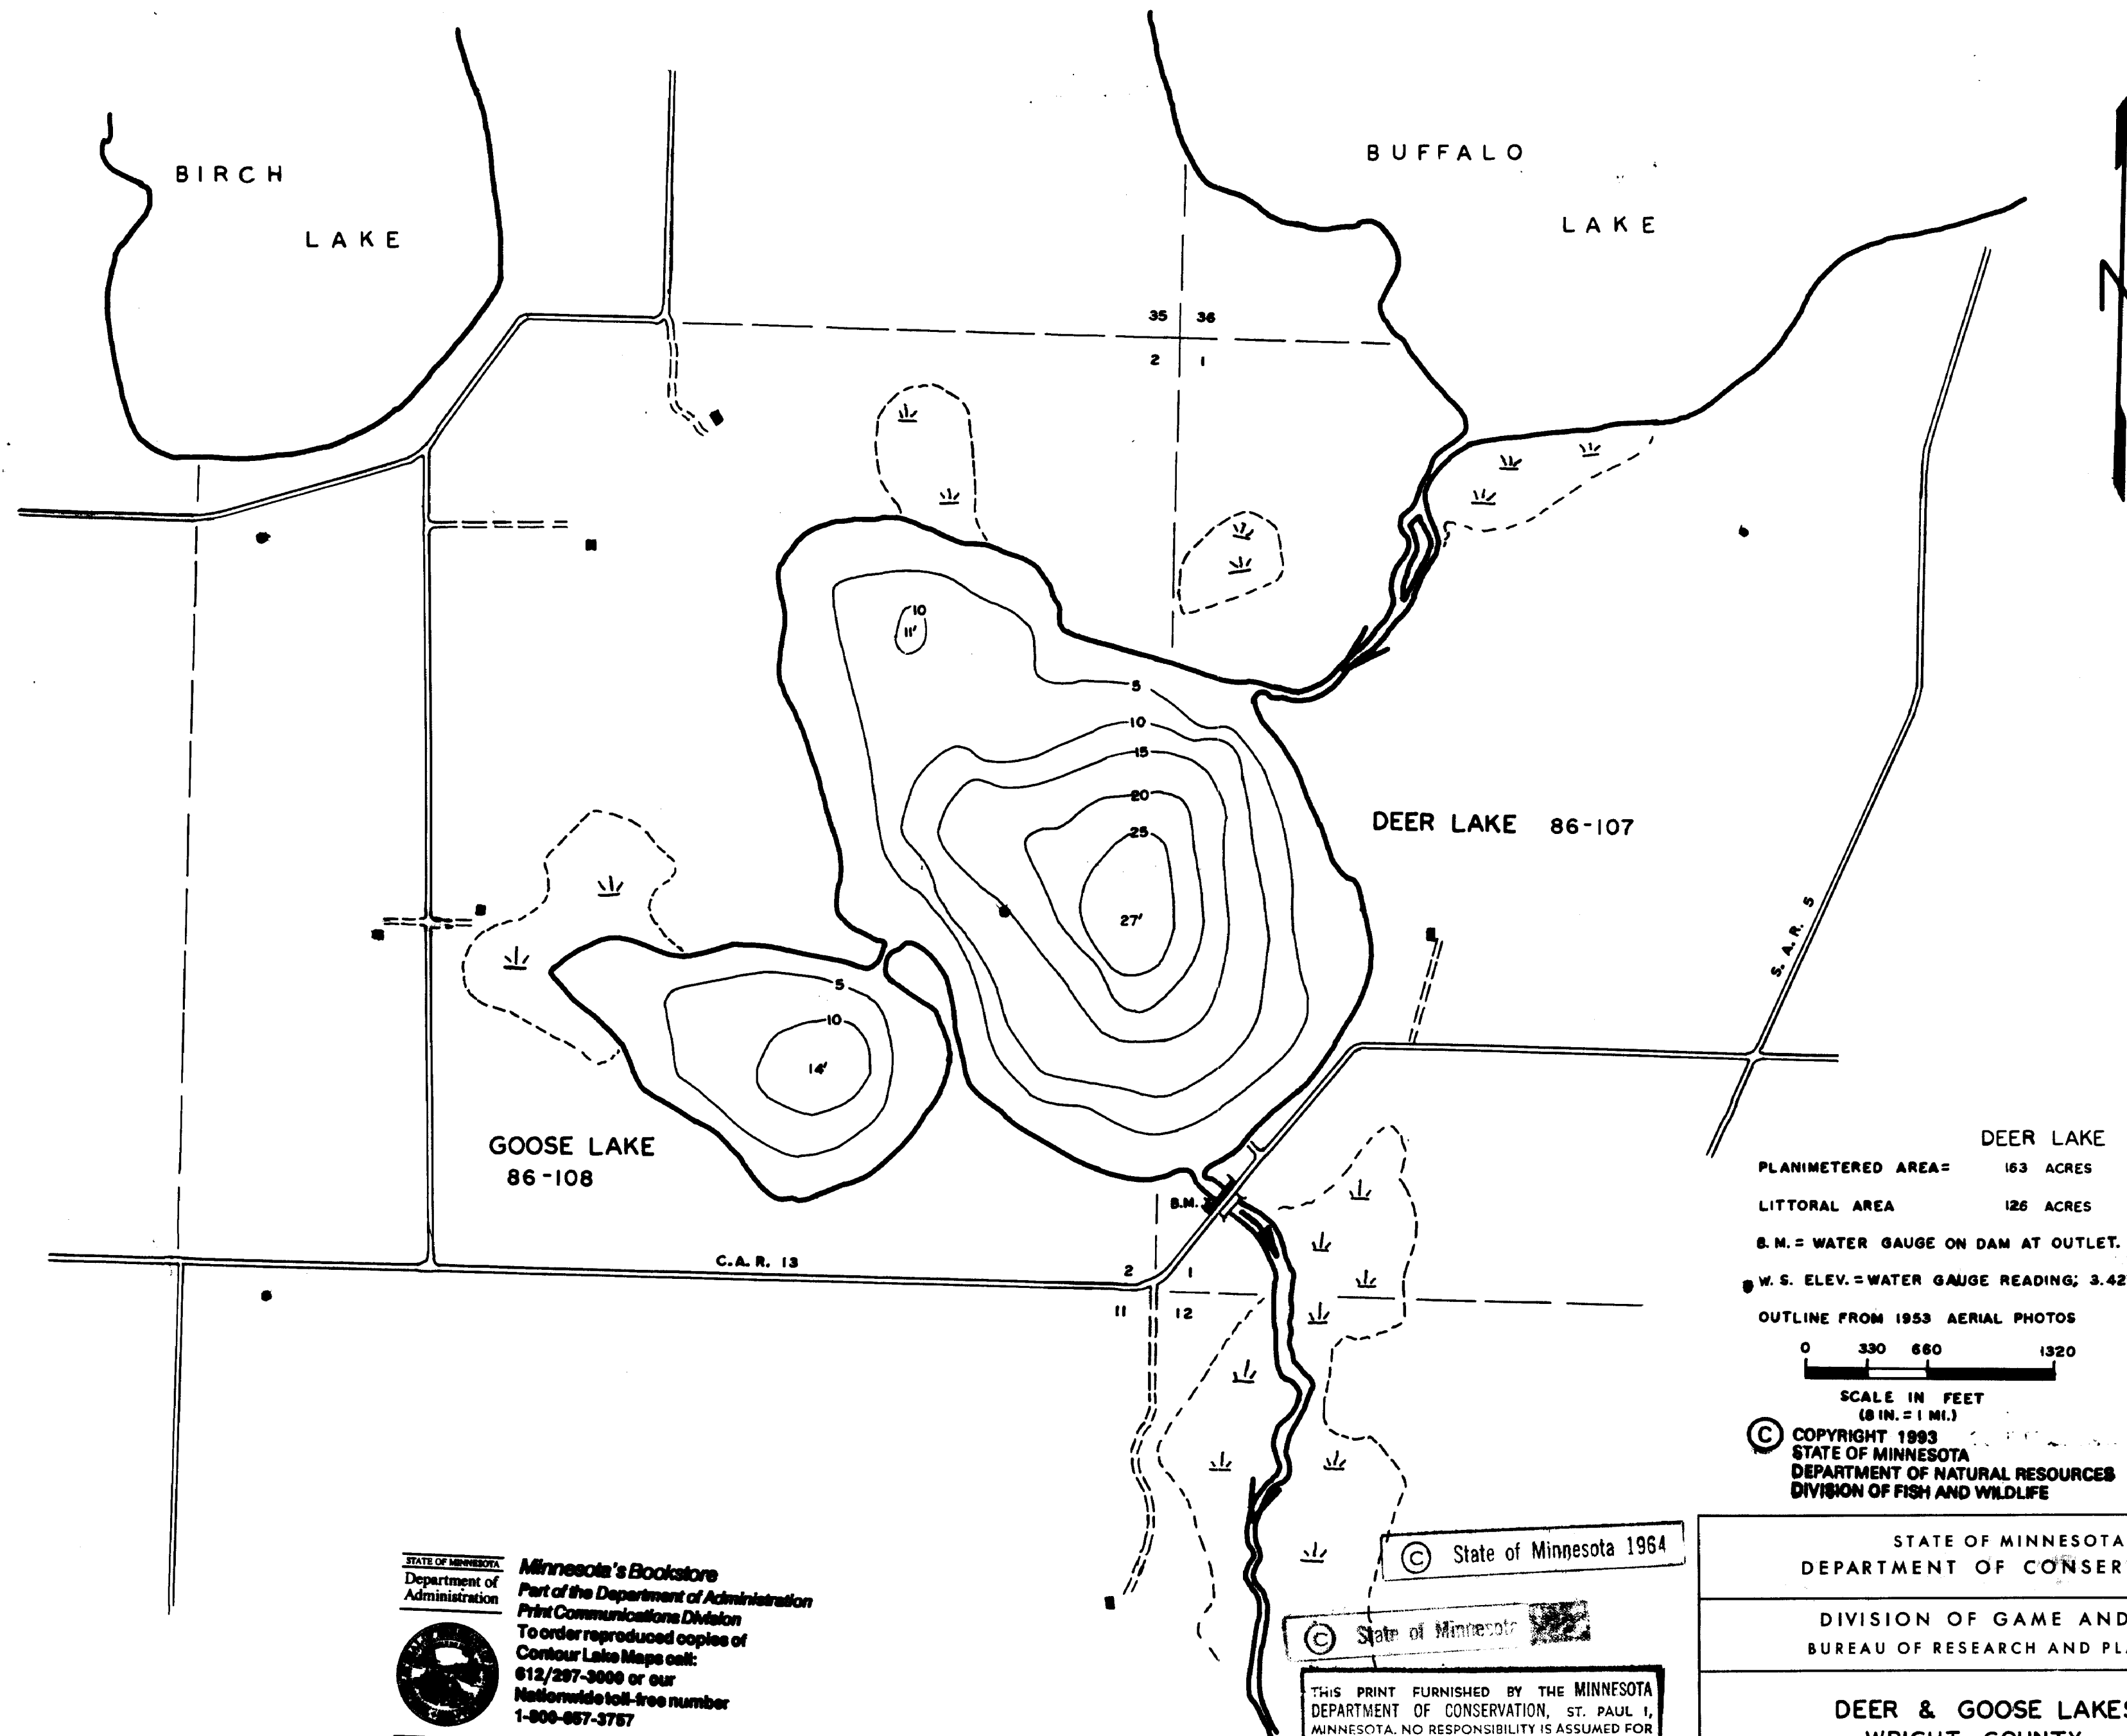 BIRCH
LAKE
BUFFALO
LAKE
N
35 36
2 1
10
11'
5
10
15
20
25
27'
DEER LAKE 86-107
S. A. R. 5
5
10
14'
GOOSE LAKE
86-108
B.M.
C.A.R. 13
2 1
11 12
DEER LAKE
PLANIMETERED AREA= 163 ACRES
LITTORAL AREA 126 ACRES
B. M. = WATER GAUGE ON DAM AT OUTLET.
W. S. ELEV. = WATER GAUGE READING; 3.42
OUTLINE FROM 1953 AERIAL PHOTOS
0 330 660 1320
SCALE IN FEET
(8 IN. = 1 MI.)
© COPYRIGHT 1993
STATE OF MINNESOTA
DEPARTMENT OF NATURAL RESOURCES
DIVISION OF FISH AND WILDLIFE
STATE OF MINNESOTA
Department of
Administration
Minnesota's Bookstore
Part of the Department of Administration
Print Communications Division
To order reproduced copies of
Contour Lake Maps call:
612/297-3000 or our
Nationwide toll-free number
1-800-657-3757
© State of Minnesota 1964
© State of Minnesota
THIS PRINT FURNISHED BY THE MINNESOTA
DEPARTMENT OF CONSERVATION, ST. PAUL 1,
MINNESOTA. NO RESPONSIBILITY IS ASSUMED FOR
STATE OF MINNESOTA
DEPARTMENT OF CONSER
DIVISION OF GAME AND
BUREAU OF RESEARCH AND PL
DEER & GOOSE LAKES
WRIGHT COUNTY